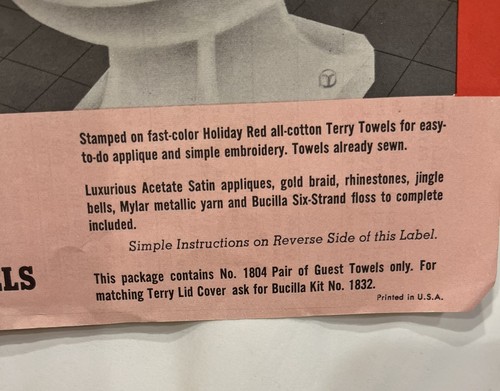 Stamped on fast-color Holiday Red all-cotton Terry Towels for easy-
to-do applique and simple embroidery. Towels already sewn.
Luxurious Acetate Satin appliques, gold braid, rhinestones, jingle
bells, Mylar metallic yarn and Bucilla Six-Strand floss to complete
included.
Simple Instructions on Reverse Side of this Label.
This package contains No. 1804 Pair of Guest Towels only. For
matching Terry Lid Cover ask for Bucilla Kit No. 1832.
Printed in U.S.A.